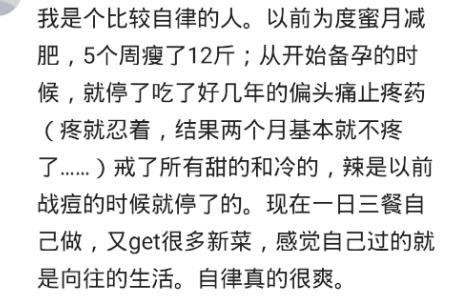 我是个比较自律的人。以前为度蜜月减
肥，5个周瘦了12斤；从开始备孕的时
候，就停了吃了好几年的偏头痛止疼药
（疼就忍着，结果两个月基本就不疼
了......）戒了所有甜的和冷的，辣是以前
战痘的时候就停了的。现在一日三餐自
己做，又get很多新菜，感觉自己过的就
是向往的生活。自律真的很爽。